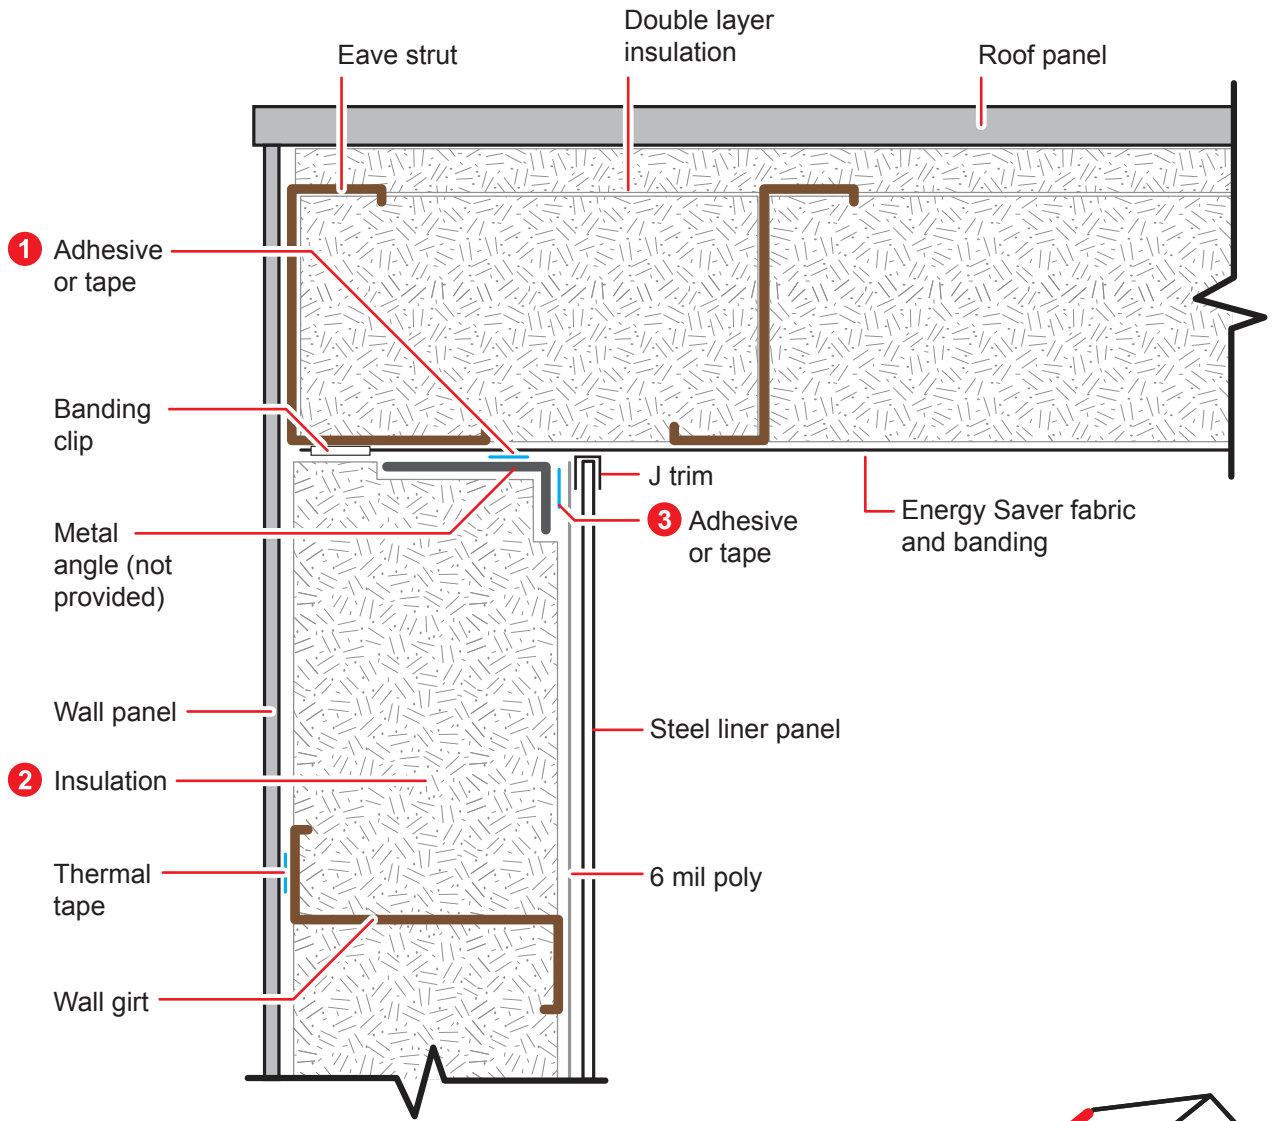 Double layer
insulation
Eave strut
Roof panel
1 Adhesive
or tape
Banding
clip
J trim
3 Adhesive
or tape
Energy Saver fabric
and banding
Metal
angle (not
provided)
Wall panel
Steel liner panel
2 Insulation
Thermal
tape
6 mil poly
Wall girt